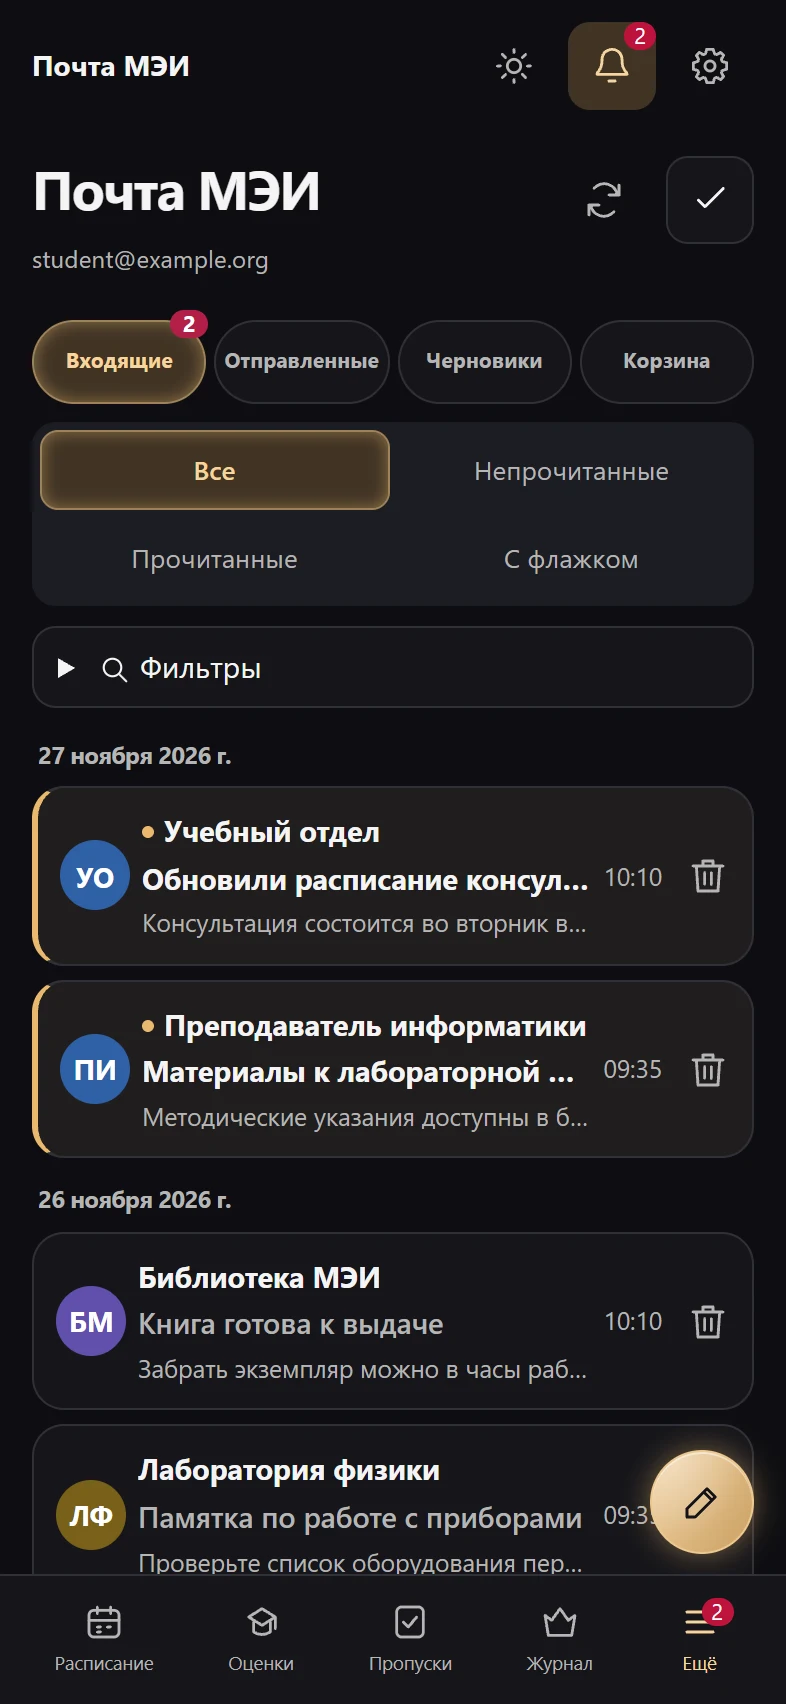 Почта МЭИ
2
Почта МЭИ
student@example.org
Входящие 2
Отправленные
Черновики
Корзина
Все
Непрочитанные
Прочитанные
С флажком
Фильтры
27 ноября 2026 г.
УО
Учебный отдел
Обновили расписание консул...
10:10
Консультация состоится во вторник в...
ПИ
Преподаватель информатики
Материалы к лабораторной ...
09:35
Методические указания доступны в б...
26 ноября 2026 г.
БМ
Библиотека МЭИ
Книга готова к выдаче
10:10
Забрать экземпляр можно в часы раб...
ЛФ
Лаборатория физики
Памятка по работе с приборами
Проверьте список оборудования пер...
Расписание
Оценки
Пропуски
Журнал
2
Ещё